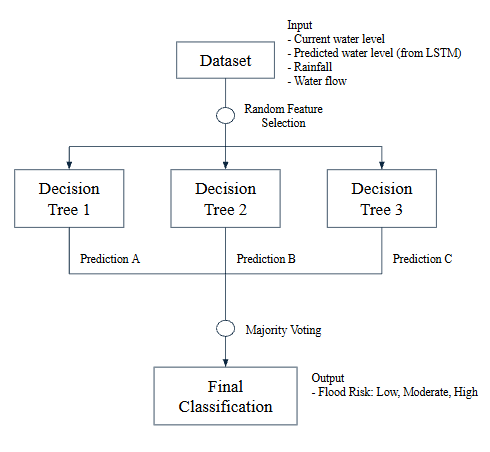 Input
- Current water level
- Predicted water level (from LSTM)
- Rainfall
- Water flow
Dataset
Random Feature
Selection
Decision
Tree 1
Decision
Tree 2
Decision
Tree 3
Prediction A
Prediction B
Prediction C
Majority Voting
Final
Classification
Output
- Flood Risk: Low, Moderate, High